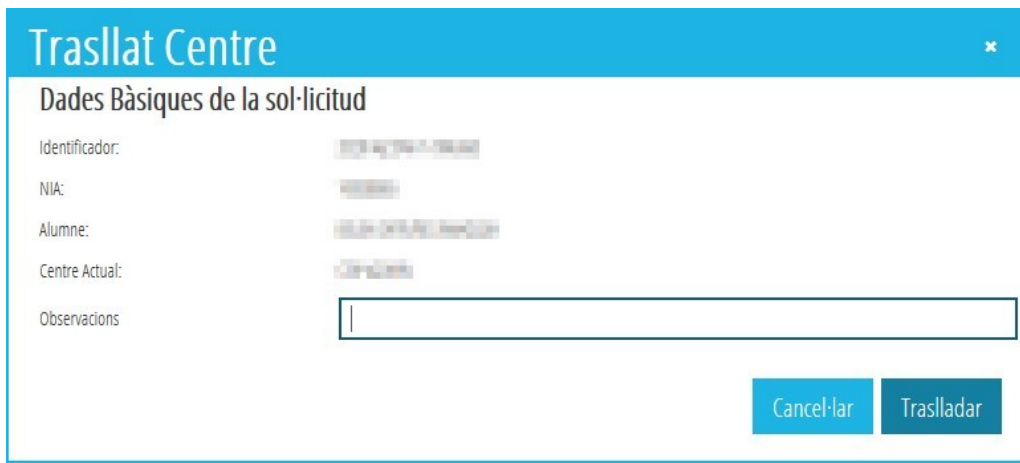 Trasllat Centre
Dades Bàsiques de la sol·licitud
Identificador:
NIA:
Alumne:
Centre Actual:
Observacions
Cancel·lar Traslladar